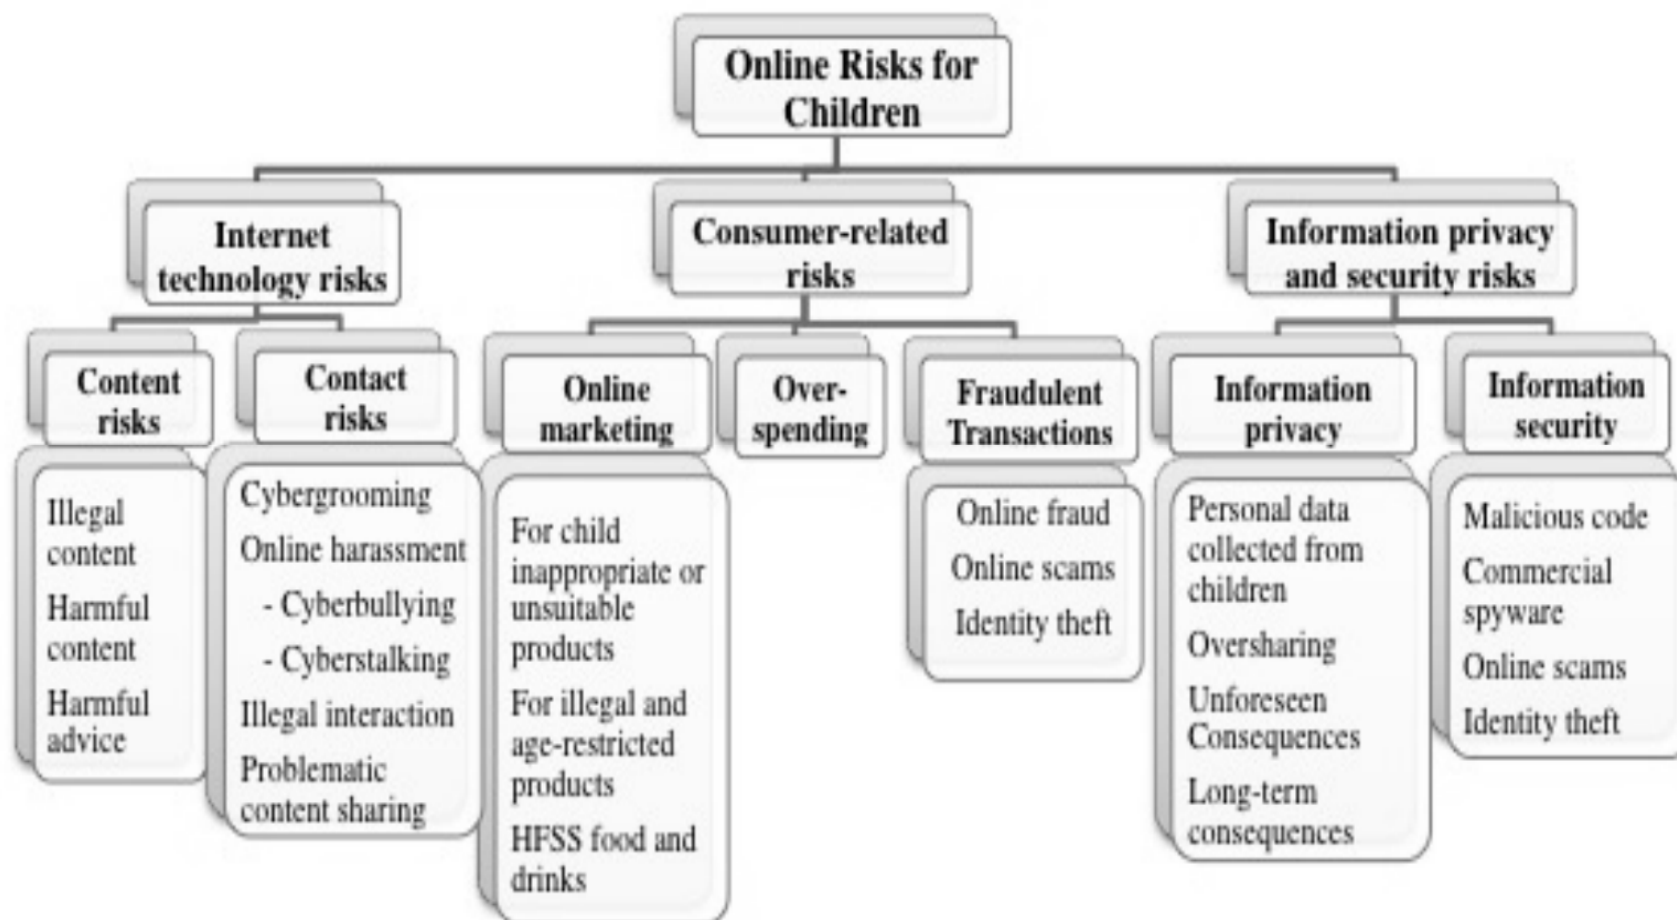 Online Risks for
Children
Internet
technology risks
Consumer-related
risks
Information privacy
and security risks
Content
risks
Contact
risks
Online
marketing
Over-
spending
Fraudulent
Transactions
Information
privacy
Information
security
Illegal
content
Harmful
content
Harmful
advice
Cybergrooming
Online harassment
- Cyberbullying
- Cyberstalking
Illegal interaction
Problematic
content sharing
For child
inappropriate or
unsuitable
products
For illegal and
age-restricted
products
HFSS food and
drinks
Online fraud
Online scams
Identity theft
Personal data
collected from
children
Oversharing
Unforeseen
Consequences
Long-term
consequences
Malicious code
Commercial
spyware
Online scams
Identity theft